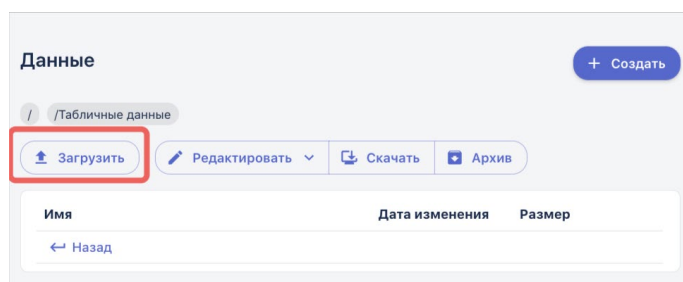 Данные
+ Создать
/ /Табличные данные
Загрузить Редактировать Скачать Архив
Имя Дата изменения Размер
Назад